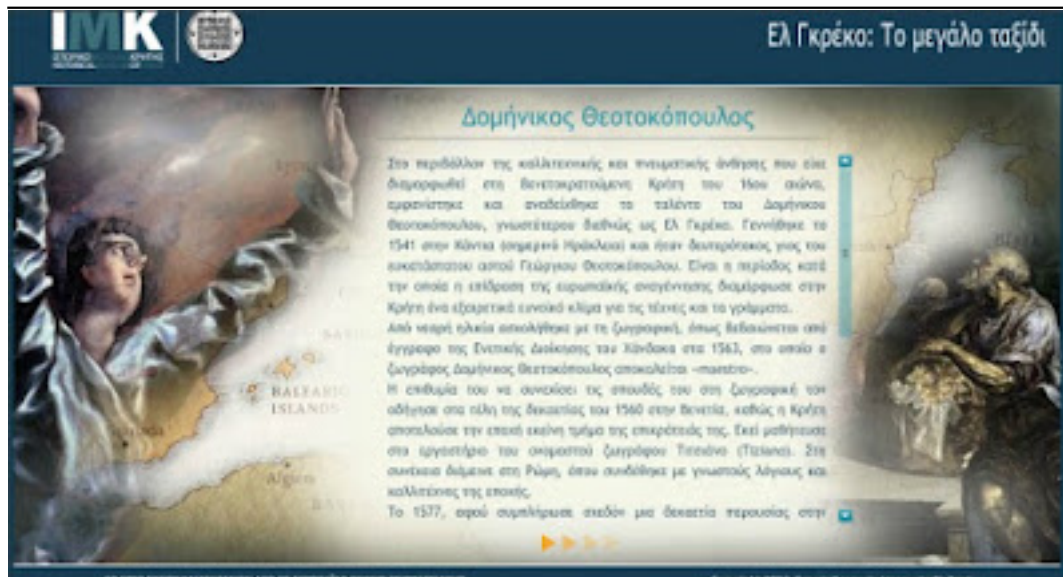 ΙΜΚ
Ελ Γκρέκο: Το μεγάλο ταξίδι
Δομήνικος Θεοτοκόπουλος
Στο περιβάλλον της καλλιτεχνικής και πνευματικής άνθησης που είχε
διαμορφωθεί στη Βενετοκρατούμενη Κρήτη του 16ου αιώνα,
εμφανίστηκε και αναδείχθηκε το ταλέντο του Δομήνικου
Θεοτοκόπουλου, γνωστότερου διεθνώς ως Ελ Γκρέκο. Γεννήθηκε το
1541 στην Κάντια (σημερινό Ηράκλειο) και ήταν δευτερότοκος γιος του
ευκατάστατου αστού Γεώργιου Θεοτοκόπουλου. Είναι η περίοδος κατά
την οποία η επίδραση της ευρωπαϊκής αναγέννησης διαμόρφωσε στην
Κρήτη ένα εξαιρετικά ευνοϊκό κλίμα για τις τέχνες και τα γράμματα.
Από νεαρή ηλικία ασχολήθηκε με τη ζωγραφική, όπως βεβαιώνεται από
έγγραφο της Ενετικής Διοίκησης του Χάνδακα στα 1563, στο οποίο ο
ζωγράφος Δομήνικος Θεοτοκόπουλος αποκαλείται «maestro».
Η επιθυμία του να συνεχίσει τις σπουδές του στη ζωγραφική τον
οδήγησε στα τέλη της δεκαετίας του 1560 στην Βενετία, καθώς η Κρήτη
αποτελούσε την εποχή εκείνη τμήμα της επικράτειάς της. Εκεί μαθήτευσε
στο εργαστήριο του ονομαστού ζωγράφου Τιτσιάνο (Tiziano). Στη
συνέχεια διέμεινε στη Ρώμη, όπου συνδέθηκε με γνωστούς λόγιους και
καλλιτέχνες της εποχής.
Το 1577, αφού συμπλήρωσε σχεδόν μια δεκαετία παρουσίας στην
BALEARIC
ISLANDS
Algiers